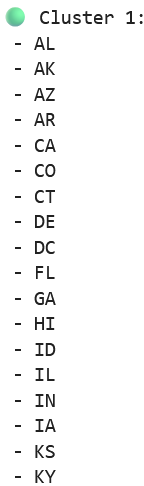 Cluster 1:
- AL
- AK
- AZ
- AR
- CA
- CO
- CT
- DE
- DC
- FL
- GA
- HI
- ID
- IL
- IN
- IA
- KS
- KY